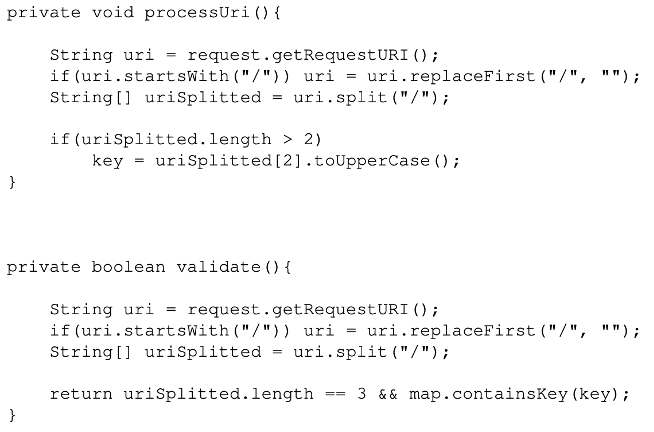 private void processUri(){
String uri = request.getRequestURI();
if(uri.startsWith("/")) uri = uri.replaceFirst("/", "");
String[] uriSplitted = uri.split("/");
if(uriSplitted.length > 2)
key = uriSplitted[2].toUpperCase();
}
private boolean validate(){
String uri = request.getRequestURI();
if(uri.startsWith("/")) uri = uri.replaceFirst("/", "");
String[] uriSplitted = uri.split("/");
return uriSplitted.length == 3 && map.containsKey(key);
}